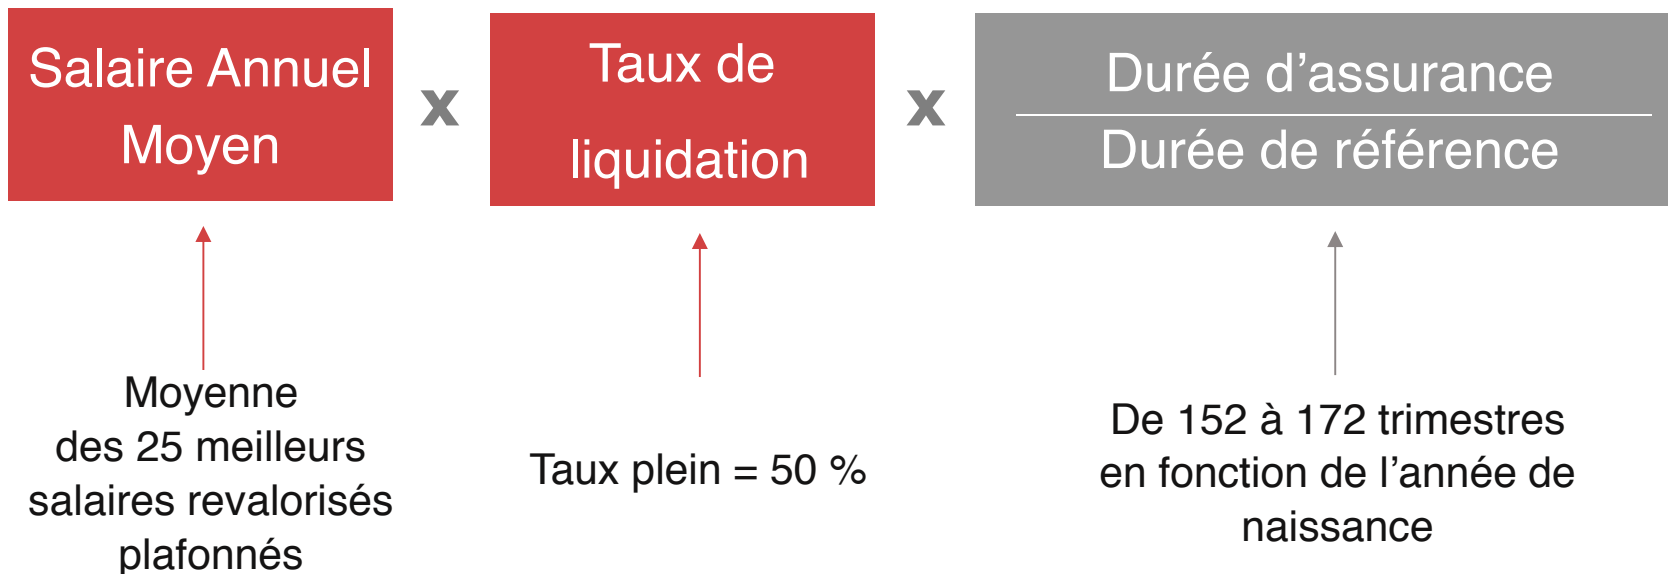 Salaire Annuel
Moyen
x
Taux de
liquidation
x
Durée d’assurance
Durée de référence
Moyenne
des 25 meilleurs
salaires revalorisés
plafonnés
Taux plein = 50 %
De 152 à 172 trimestres
en fonction de l’année de
naissance